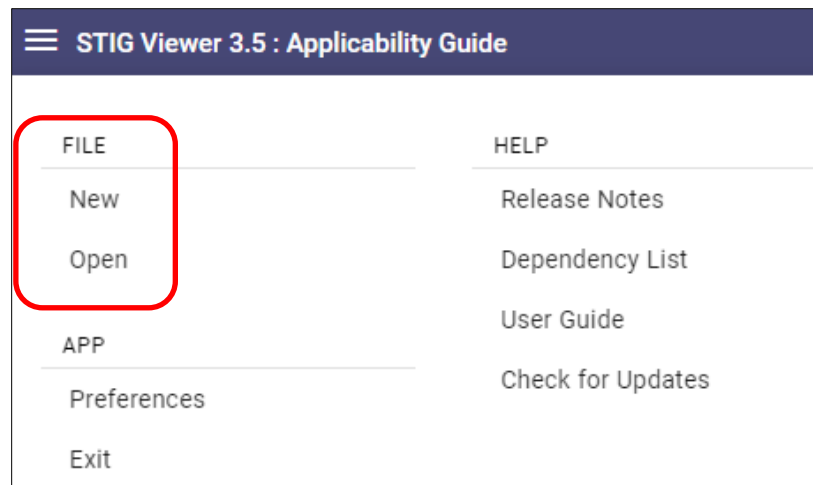 STIG Viewer 3.5 : Applicability Guide
FILE
New
Open
APP
Preferences
Exit
HELP
Release Notes
Dependency List
User Guide
Check for Updates